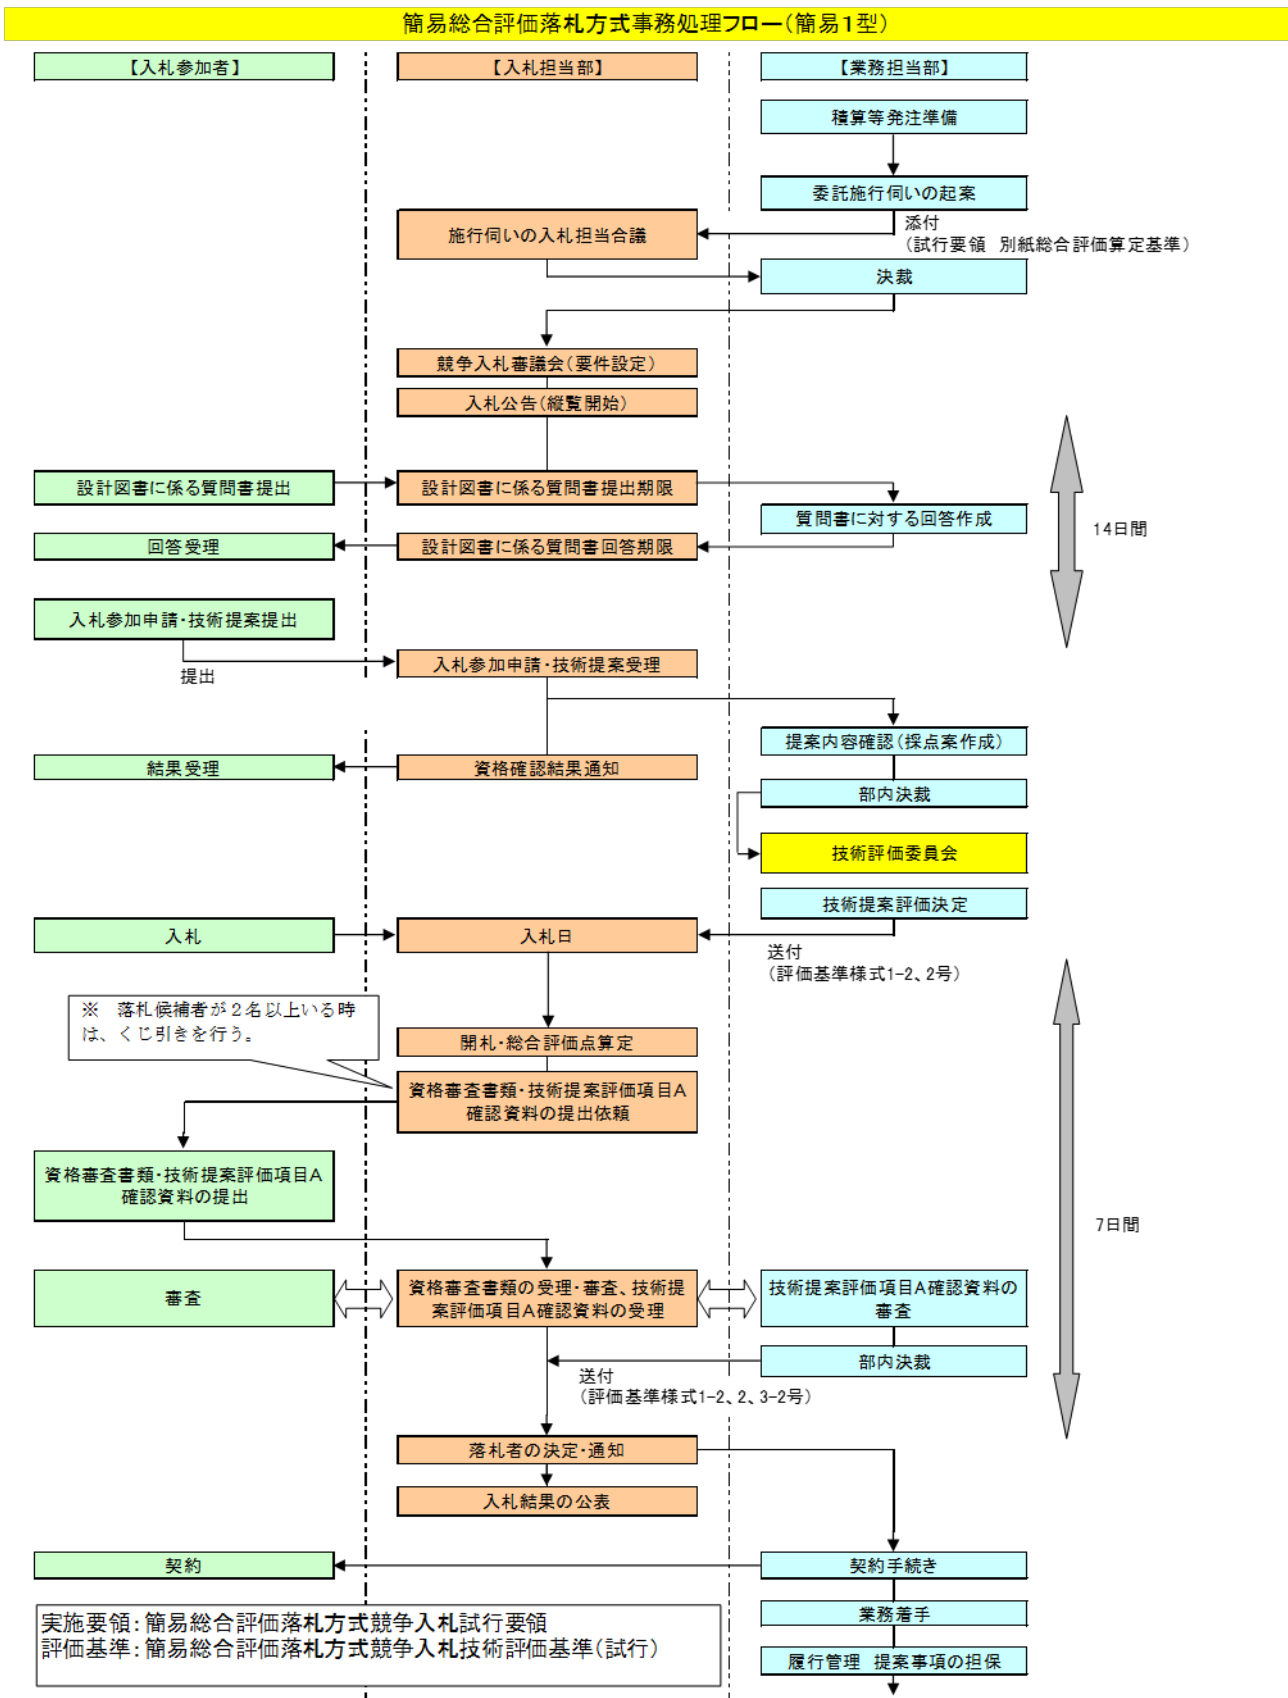 簡易総合評価落札方式事務処理フロー(簡易1型)
【入札参加者】
【入札担当部】
【業務担当部】
積算等発注準備
委託施行伺いの起案
添付
(試行要領 別紙総合評価算定基準)
施行伺いの入札担当合議
決裁
競争入札審議会(要件設定)
入札公告(縦覧開始)
設計図書に係る質問書提出
設計図書に係る質問書提出期限
質問書に対する回答作成
14日間
回答受理
設計図書に係る質問書回答期限
入札参加申請・技術提案提出
提出
入札参加申請・技術提案受理
提案内容確認(採点案作成)
結果受理
資格確認結果通知
部内決裁
技術評価委員会
技術提案評価決定
入札
入札日
送付
(評価基準様式1-2、2号)
※ 落札候補者が2名以上いる時
は、くじ引きを行う。
開札・総合評価点算定
資格審査書類・技術提案評価項目A
確認資料の提出依頼
資格審査書類・技術提案評価項目A
確認資料の提出
7日間
審査
資格審査書類の受理・審査、技術提
案評価項目A確認資料の受理
技術提案評価項目A確認資料の
審査
部内決裁
送付
(評価基準様式1-2、2、3-2号)
落札者の決定・通知
入札結果の公表
契約
契約手続き
業務着手
履行管理 提案事項の担保
実施要領:簡易総合評価落札方式競争入札試行要領
評価基準:簡易総合評価落札方式競争入札技術評価基準(試行)